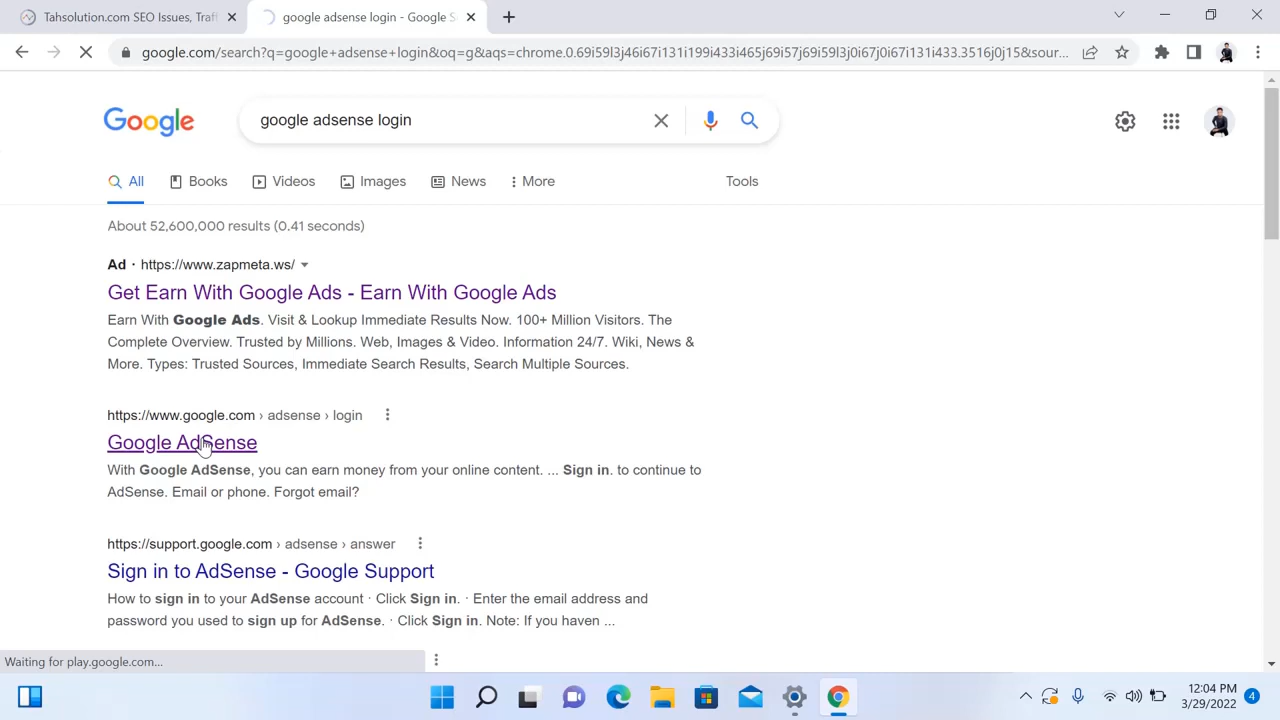 Tahsolution.com SEO Issues, Traff
google adsense login - Google S
google.com/search?q=google+adsense+login&oq=g&aqs=chrome.0.69i59l3j46i67i131i199i433i465j69i57j69i59l3j0i67j0i67i131i433.3516j0j15&sour...
Google
google adsense login
All
Books
Videos
Images
News
More
Tools
About 52,600,000 results (0.41 seconds)
Ad · https://www.zapmeta.ws/
Get Earn With Google Ads - Earn With Google Ads
Earn With Google Ads. Visit & Lookup Immediate Results Now. 100+ Million Visitors. The
Complete Overview. Trusted by Millions. Web, Images & Video. Information 24/7. Wiki, News &
More. Types: Trusted Sources, Immediate Search Results, Search Multiple Sources.
https://www.google.com › adsense › login
Google AdSense
With Google AdSense, you can earn money from your online content. ... Sign in. to continue to
AdSense. Email or phone. Forgot email?
https://support.google.com › adsense › answer
Sign in to AdSense - Google Support
How to sign in to your AdSense account · Click Sign in. · Enter the email address and
password you used to sign up for AdSense. · Click Sign in. Note: If you haven ...
Waiting for play.google.com...
12:04 PM
3/29/2022
4